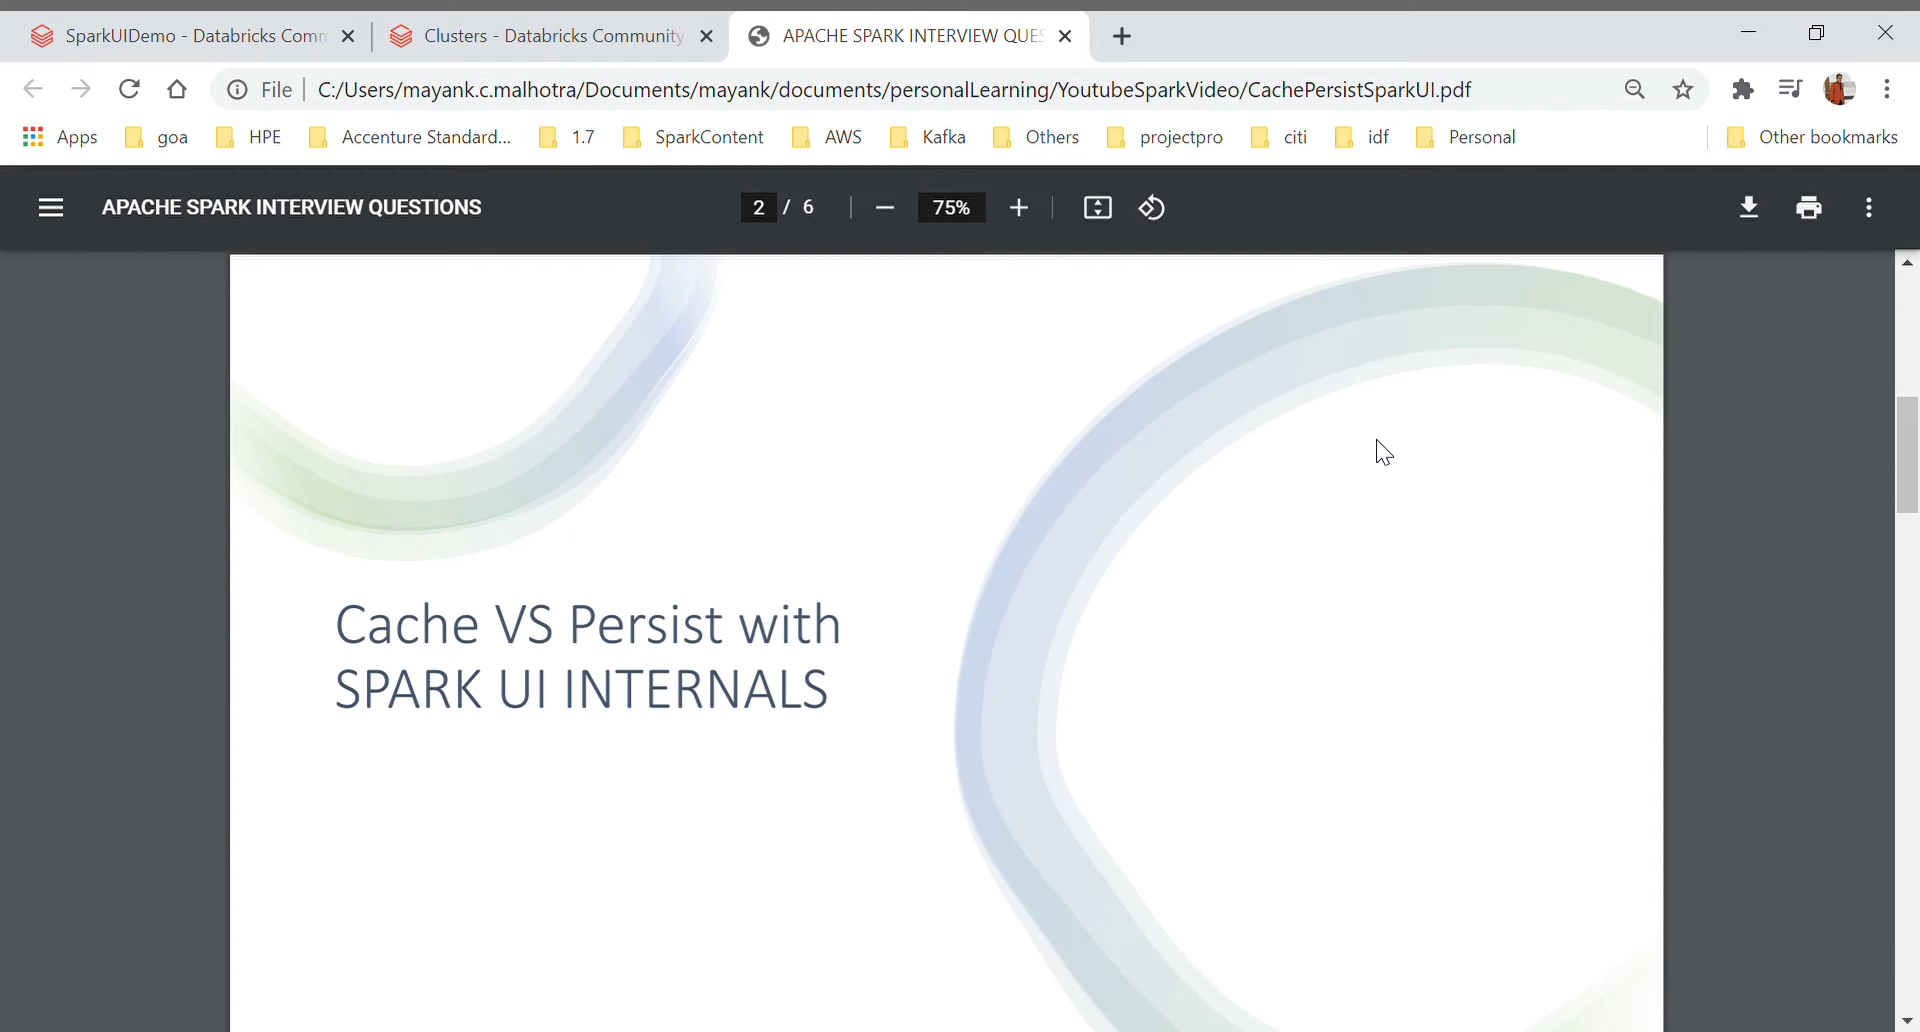 SparkUIDemo - Databricks Comm
Clusters - Databricks Community
APACHE SPARK INTERVIEW QUES
File
C:/Users/mayank.c.malhotra/Documents/mayank/documents/personalLearning/YoutubeSparkVideo/CachePersistSparkUI.pdf
Apps
goa
HPE
Accenture Standard...
1.7
SparkContent
AWS
Kafka
Others
projectpro
citi
idf
Personal
Other bookmarks
APACHE SPARK INTERVIEW QUESTIONS
2 / 6
75%
Cache VS Persist with
SPARK UI INTERNALS